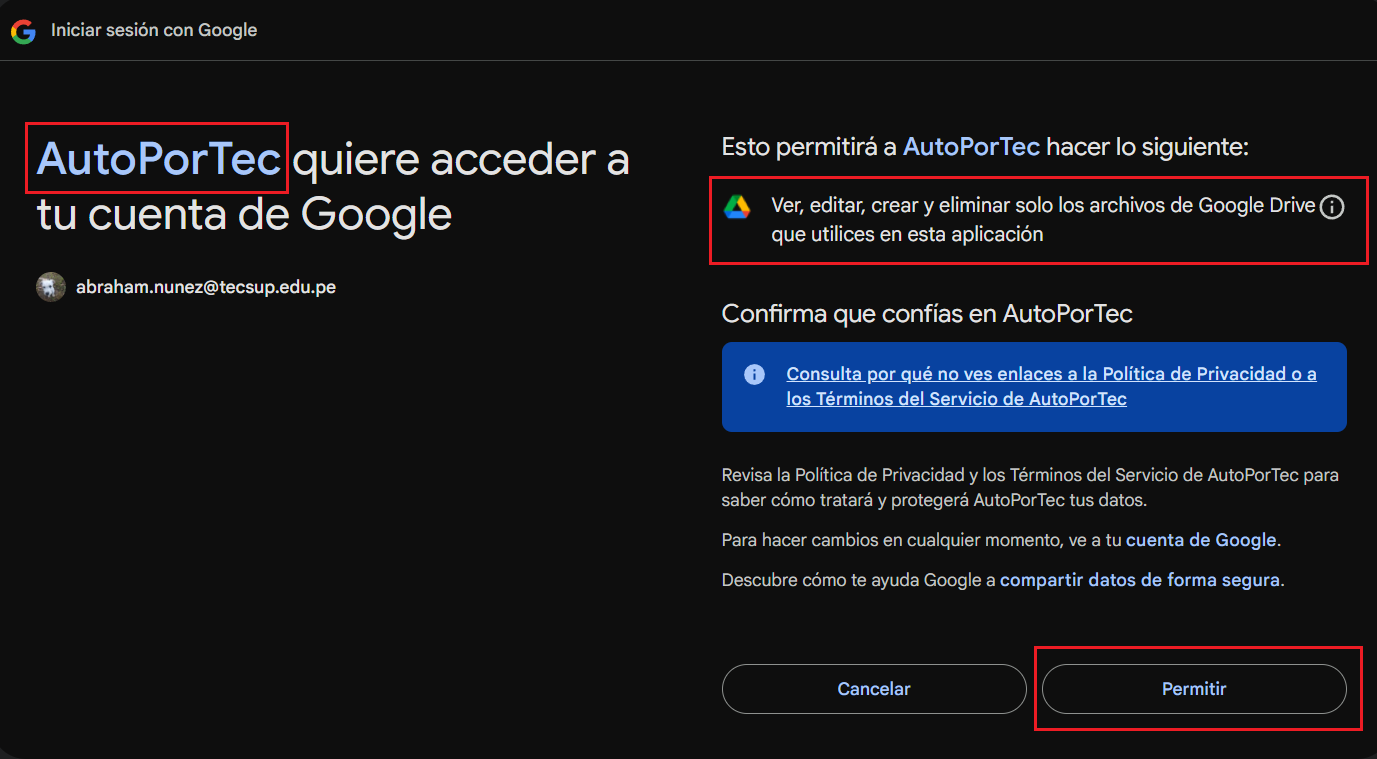 Iniciar sesión con Google
AutoPorTec quiere acceder a
tu cuenta de Google
abraham.nunez@tecsup.edu.pe
Esto permitirá a AutoPorTec hacer lo siguiente:
Ver, editar, crear y eliminar solo los archivos de Google Drive
que utilices en esta aplicación
Confirma que confías en AutoPorTec
Consulta por qué no ves enlaces a la Política de Privacidad o a
los Términos del Servicio de AutoPorTec
Revisa la Política de Privacidad y los Términos del Servicio de AutoPorTec para
saber cómo tratará y protegerá AutoPorTec tus datos.
Para hacer cambios en cualquier momento, ve a tu cuenta de Google.
Descubre cómo te ayuda Google a compartir datos de forma segura.
Cancelar
Permitir